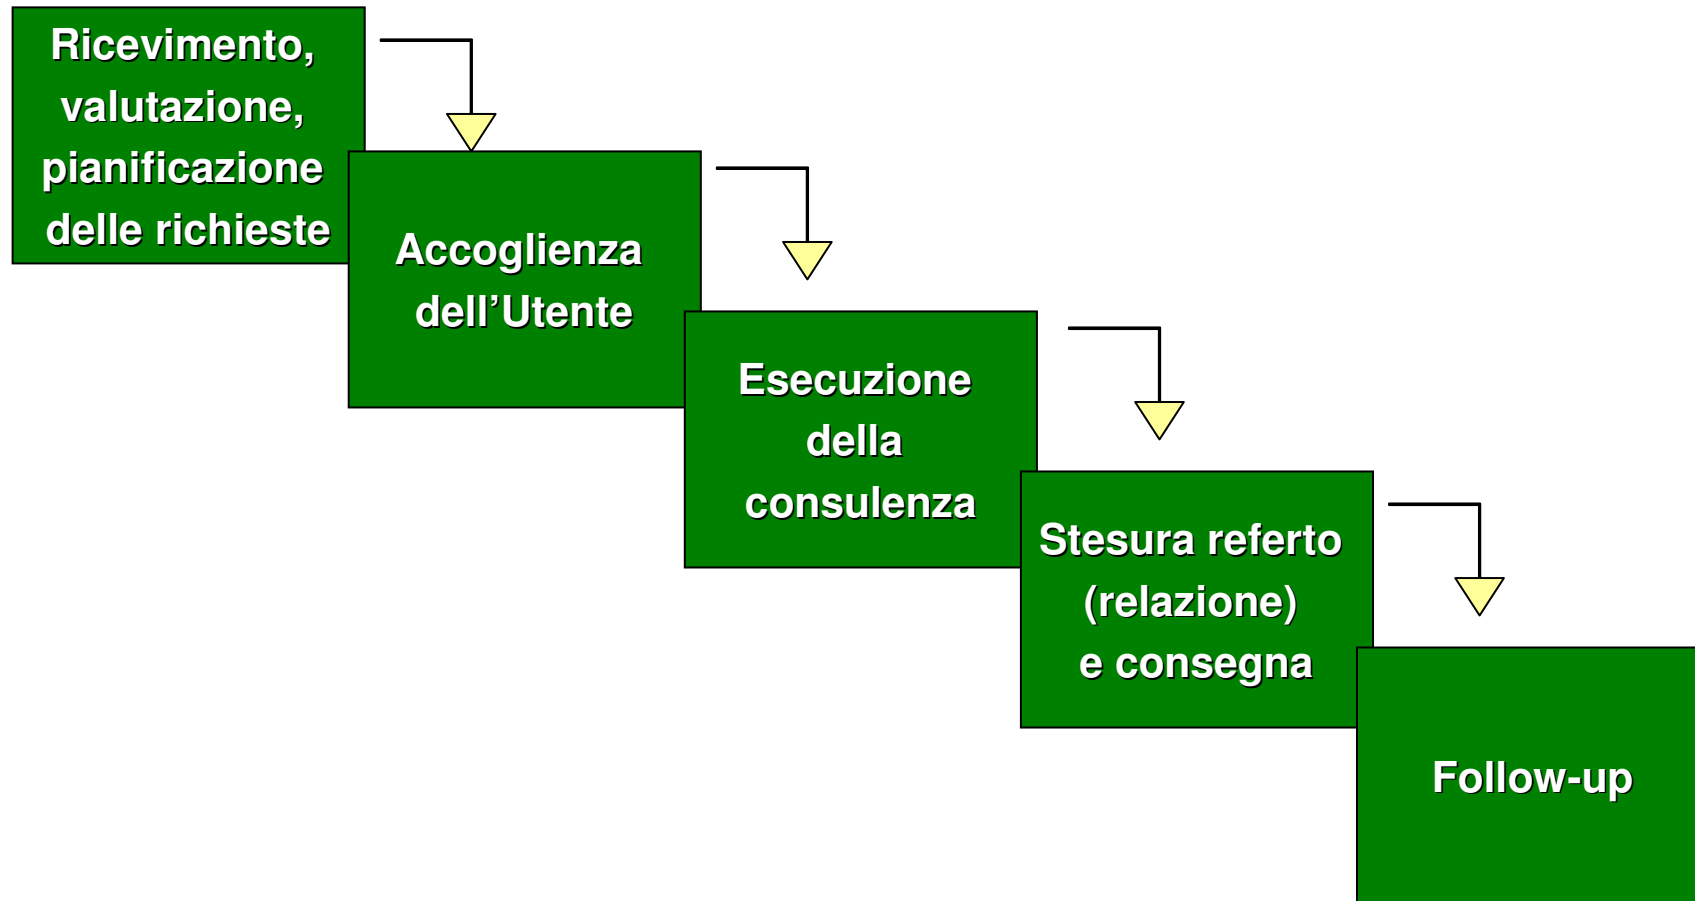 Ricevimento,
valutazione,
pianificazione
delle richieste
Accoglienza
dell’Utente
Esecuzione
della
consulenza
Stesura referto
(relazione)
e consegna
Follow-up